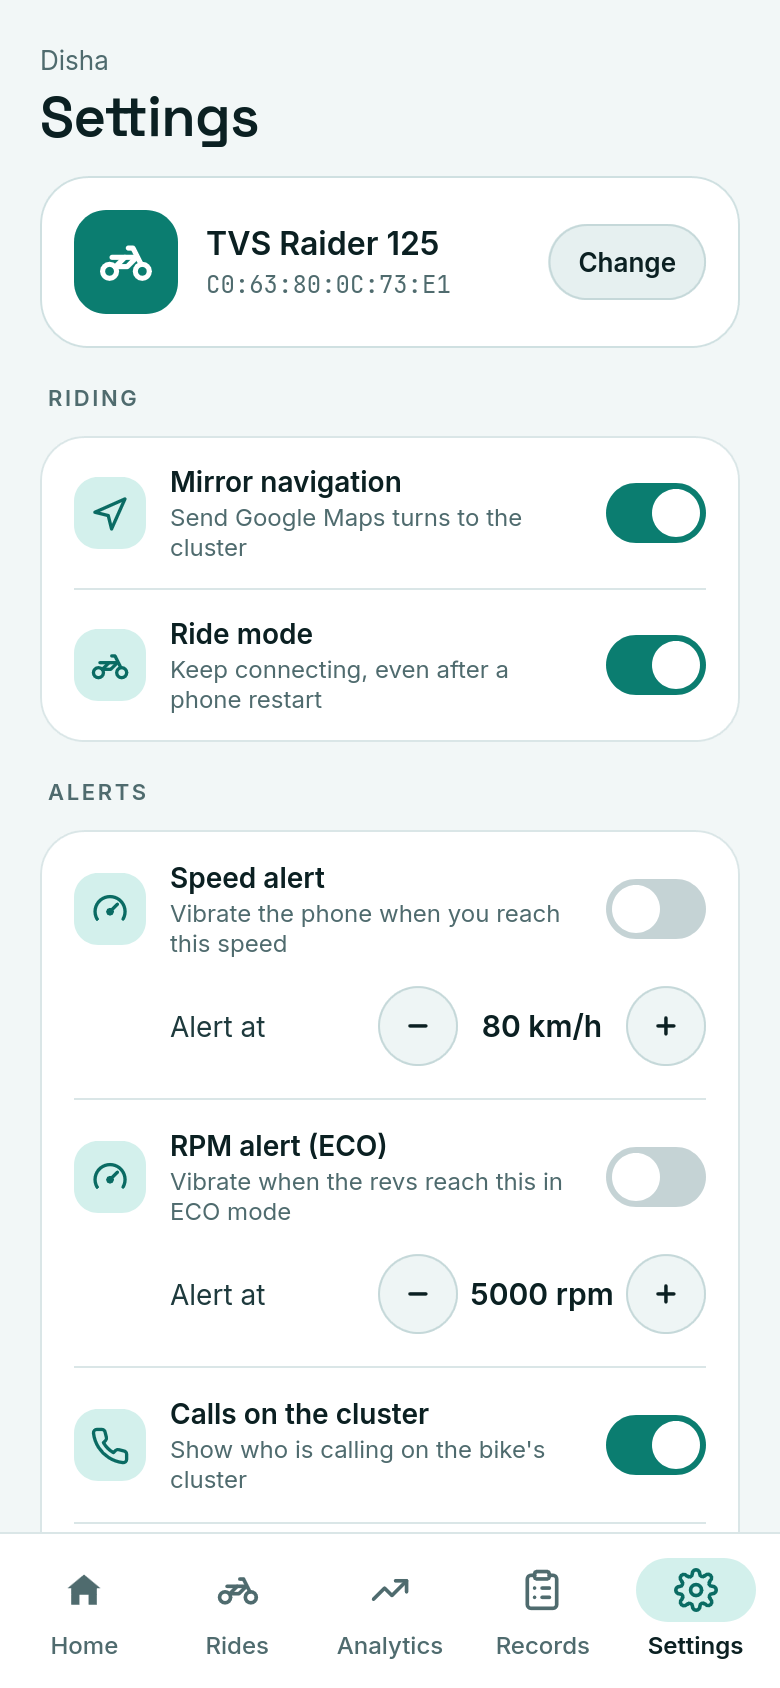 Disha
Settings
TVS Raider 125
C0:63:80:0C:73:E1
Change
RIDING
Mirror navigation
Send Google Maps turns to the
cluster
Ride mode
Keep connecting, even after a
phone restart
ALERTS
Speed alert
Vibrate the phone when you reach
this speed
Alert at
80 km/h
RPM alert (ECO)
Vibrate when the revs reach this in
ECO mode
Alert at
5000 rpm
Calls on the cluster
Show who is calling on the bike's
cluster
Home
Rides
Analytics
Records
Settings